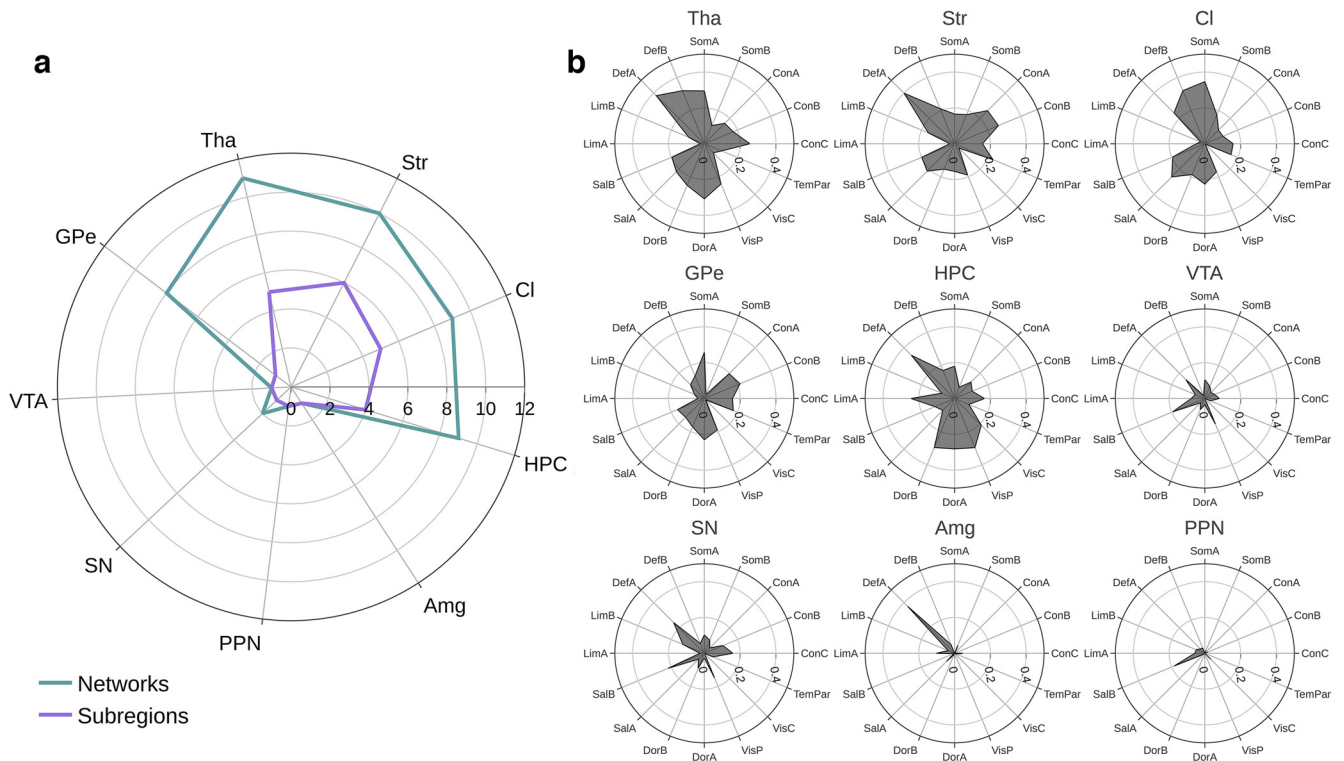 a
Tha
Str
GPe
Cl
VTA
0 2 4 6 8 10 12
HPC
SN
Amg
PPN
Networks
Subregions
b
Tha
SomA
DefB SomB
DefA ConA
LimB ConB
LimA ConC
0 0.2 0.4
SalB TemPar
SalA VisC
DorB VisP
DorA
Str
SomA
DefB SomB
DefA ConA
LimB ConB
LimA ConC
0 0.2 0.4
SalB TemPar
SalA VisC
DorB VisP
DorA
Cl
SomA
DefB SomB
DefA ConA
LimB ConB
LimA ConC
0 0.2 0.4
SalB TemPar
SalA VisC
DorB VisP
DorA
GPe
SomA
DefB SomB
DefA ConA
LimB ConB
LimA ConC
0 0.2 0.4
SalB TemPar
SalA VisC
DorB VisP
DorA
HPC
SomA
DefB SomB
DefA ConA
LimB ConB
LimA ConC
0 0.2 0.4
SalB TemPar
SalA VisC
DorB VisP
DorA
VTA
SomA
DefB SomB
DefA ConA
LimB ConB
LimA ConC
0 0.2 0.4
SalB TemPar
SalA VisC
DorB VisP
DorA
SN
SomA
DefB SomB
DefA ConA
LimB ConB
LimA ConC
0 0.2 0.4
SalB TemPar
SalA VisC
DorB VisP
DorA
Amg
SomA
DefB SomB
DefA ConA
LimB ConB
LimA ConC
0 0.2 0.4
SalB TemPar
SalA VisC
DorB VisP
DorA
PPN
SomA
DefB SomB
DefA ConA
LimB ConB
LimA ConC
0 0.2 0.4
SalB TemPar
SalA VisC
DorB VisP
DorA